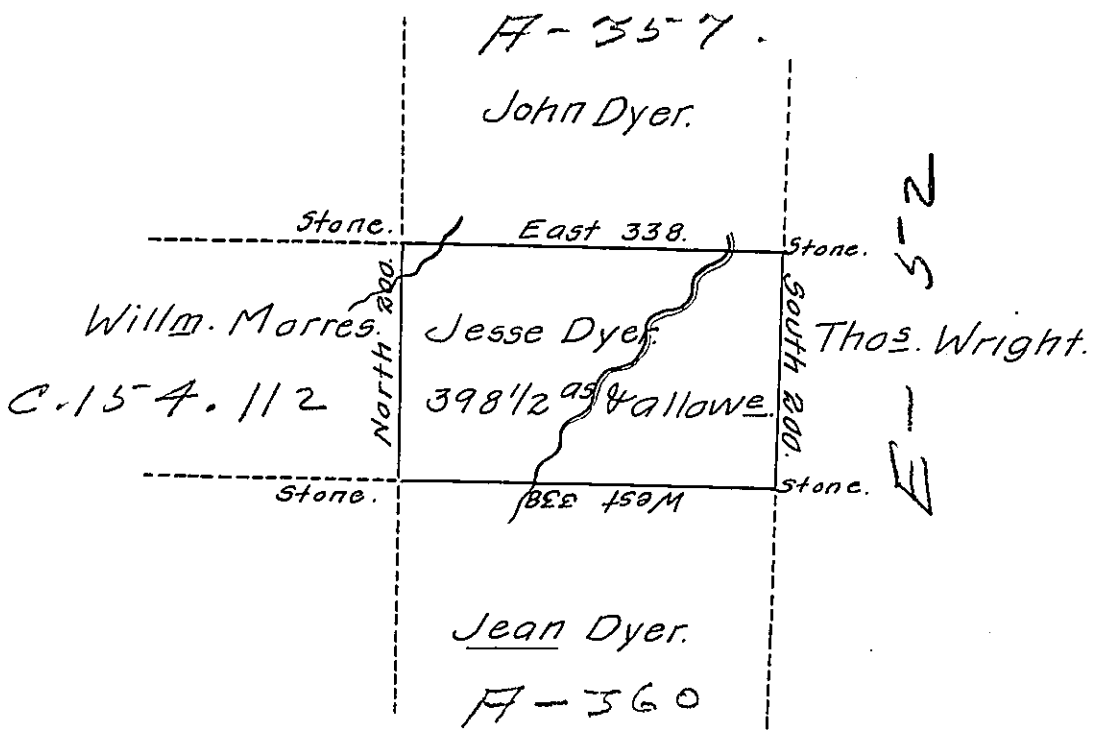 A-357.
John Dyer.
Stone.
East 338.
Stone.
North 200.
South 200.
Willm. Morres.
Jesse Dyer.
Thos. Wright.
C.154.112
398 1/2 as & allowe.
E-52
Stone.
West 338
Stone.
Jean Dyer.
A-360